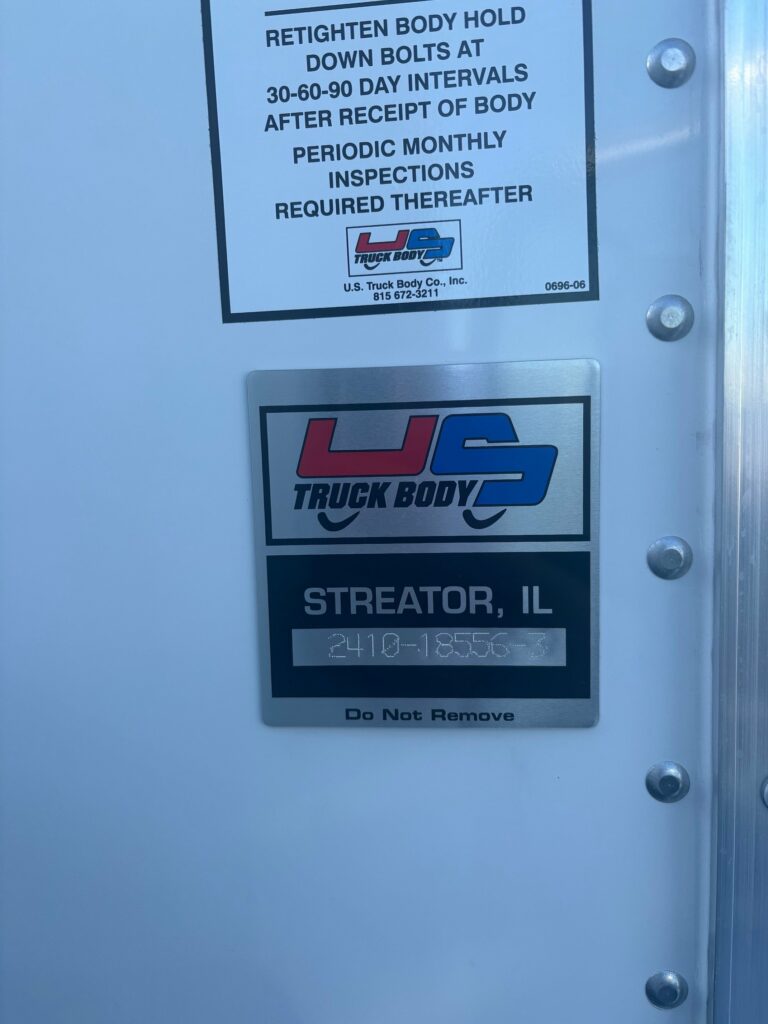 RETIGHTEN BODY HOLD
DOWN BOLTS AT
30-60-90 DAY INTERVALS
AFTER RECEIPT OF BODY
PERIODIC MONTHLY
INSPECTIONS
REQUIRED THEREAFTER
US
TRUCK BODY
U.S. Truck Body Co., Inc.
815 672-3211
0696-06
US
TRUCK BODY
STREATOR, IL
2410-18556-3
Do Not Remove